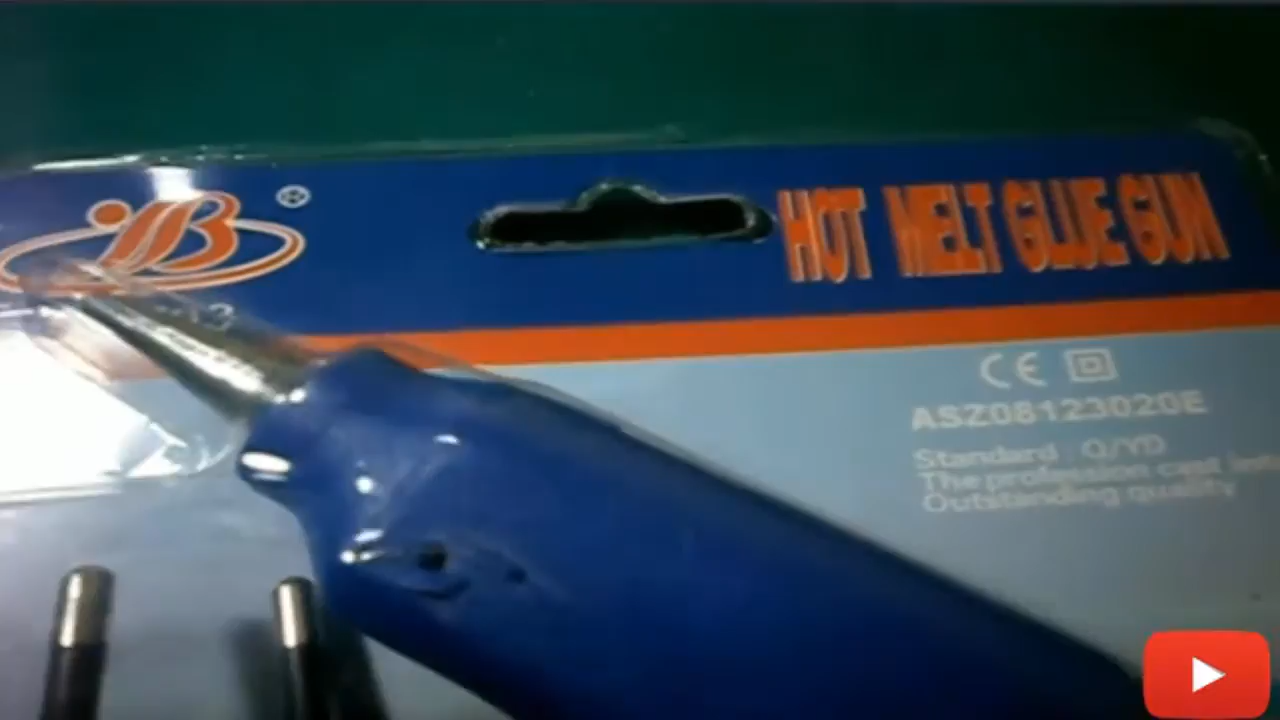 B ®
HOT MELT GLUE GUN
CE
ASZ08123020E
Standard : Q/YD
The profession cast
Outstanding quality